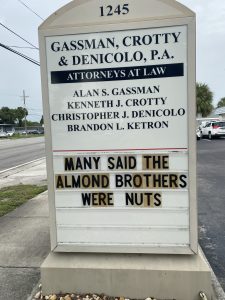 1245
GASSMAN, CROTTY
& DENICOLO, P.A.
ATTORNEYS AT LAW
ALAN S. GASSMAN
KENNETH J. CROTTY
CHRISTOPHER J. DENICOLO
BRANDON L. KETRON
MANY SAID THE
ALMOND BROTHERS
WERE NUTS